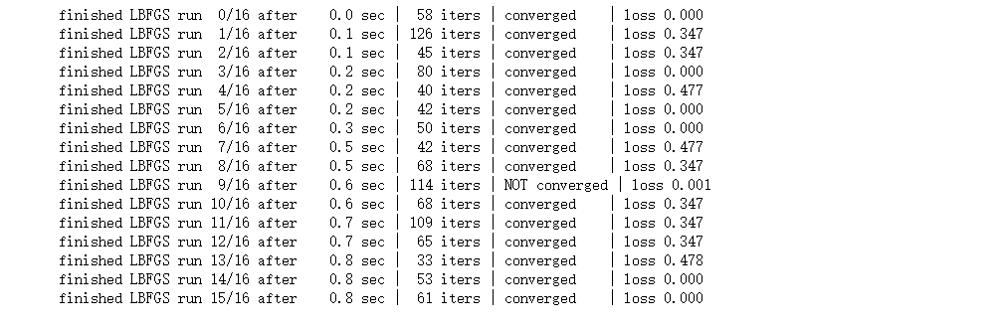 finished LBFGS run  0/16 after    0.0 sec |  58 iters | converged     | loss 0.000
finished LBFGS run  1/16 after    0.1 sec | 126 iters | converged     | loss 0.347
finished LBFGS run  2/16 after    0.1 sec |  45 iters | converged     | loss 0.347
finished LBFGS run  3/16 after    0.2 sec |  80 iters | converged     | loss 0.000
finished LBFGS run  4/16 after    0.2 sec |  40 iters | converged     | loss 0.477
finished LBFGS run  5/16 after    0.2 sec |  42 iters | converged     | loss 0.000
finished LBFGS run  6/16 after    0.3 sec |  50 iters | converged     | loss 0.000
finished LBFGS run  7/16 after    0.5 sec |  42 iters | converged     | loss 0.477
finished LBFGS run  8/16 after    0.5 sec |  68 iters | converged     | loss 0.347
finished LBFGS run  9/16 after    0.6 sec | 114 iters | NOT converged | loss 0.001
finished LBFGS run 10/16 after    0.6 sec |  68 iters | converged     | loss 0.347
finished LBFGS run 11/16 after    0.7 sec | 109 iters | converged     | loss 0.347
finished LBFGS run 12/16 after    0.7 sec |  65 iters | converged     | loss 0.347
finished LBFGS run 13/16 after    0.8 sec |  33 iters | converged     | loss 0.478
finished LBFGS run 14/16 after    0.8 sec |  53 iters | converged     | loss 0.000
finished LBFGS run 15/16 after    0.8 sec |  61 iters | converged     | loss 0.000